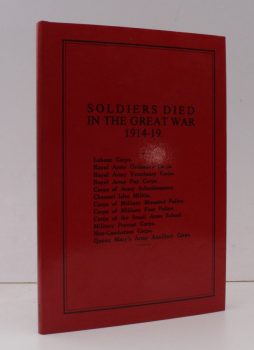 SOLDIERS DIED
IN THE GREAT WAR
1914-19.
Labour Corps.
Royal Army Ordnance Corps.
Royal Army Veterinary Corps.
Royal Army Pay Corps.
Corps of Army Schoolmasters.
Channel Isles Militia.
Corps of Military Mounted Police.
Corps of Military Foot Police.
Corps of the Small Arms School.
Military Provost Corps.
Non-Combatant Corps.
Queen Mary's Army Auxiliary Corps.